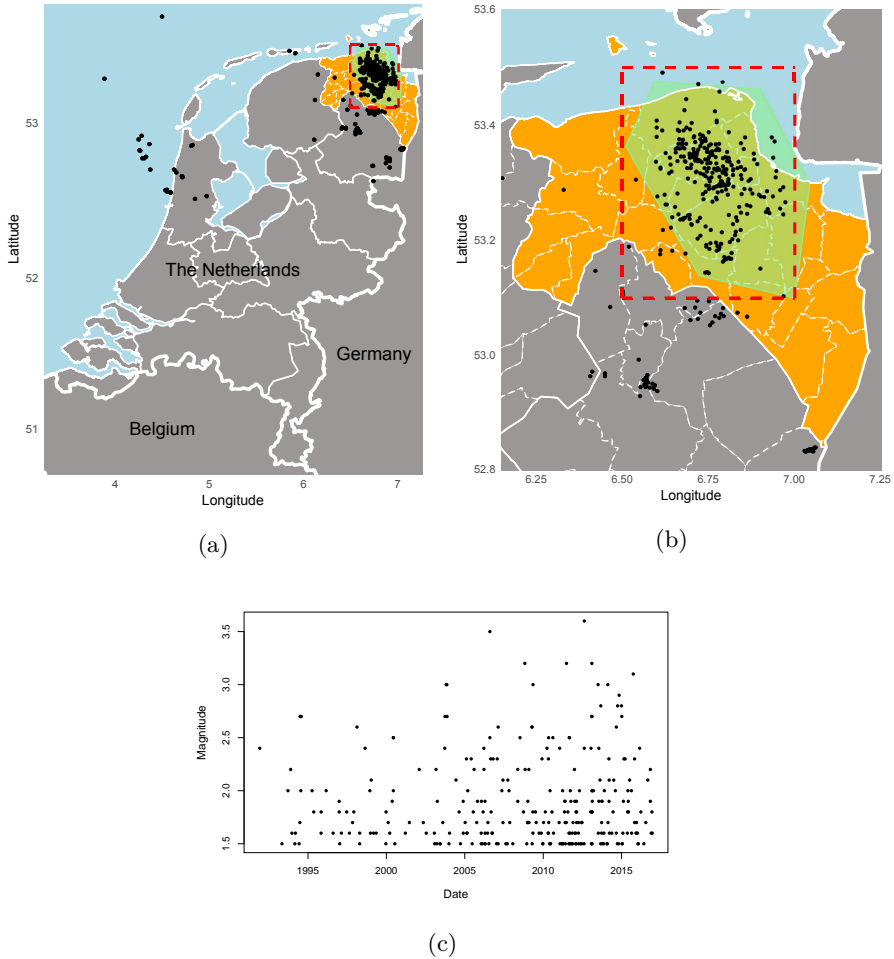 53
52
51
Latitude
The Netherlands
Germany
Belgium
4 5 6 7
Longitude
(a)
53.6
53.4
53.2
53.0
52.8
Latitude
6.25 6.50 6.75 7.00 7.25
Longitude
(b)
3.5
3.0
2.5
2.0
1.5
Magnitude
1995 2000 2005 2010 2015
Date
(c)